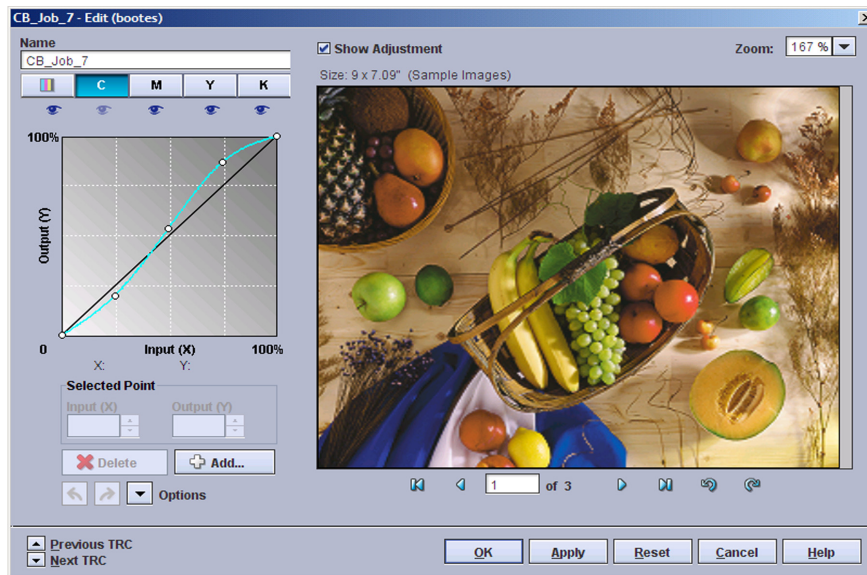 CB_Job_7 - Edit (bootes)
Name
CB_Job_7
C M Y K
100%
Output (Y)
0 Input (X) 100%
X: Y:
Selected Point
Input (X) Output (Y)
Delete Add...
Options
Show Adjustment
Zoom: 167 %
Size: 9 x 7.09" (Sample Images)
1 of 3
Previous TRC
Next TRC
OK Apply Reset Cancel Help